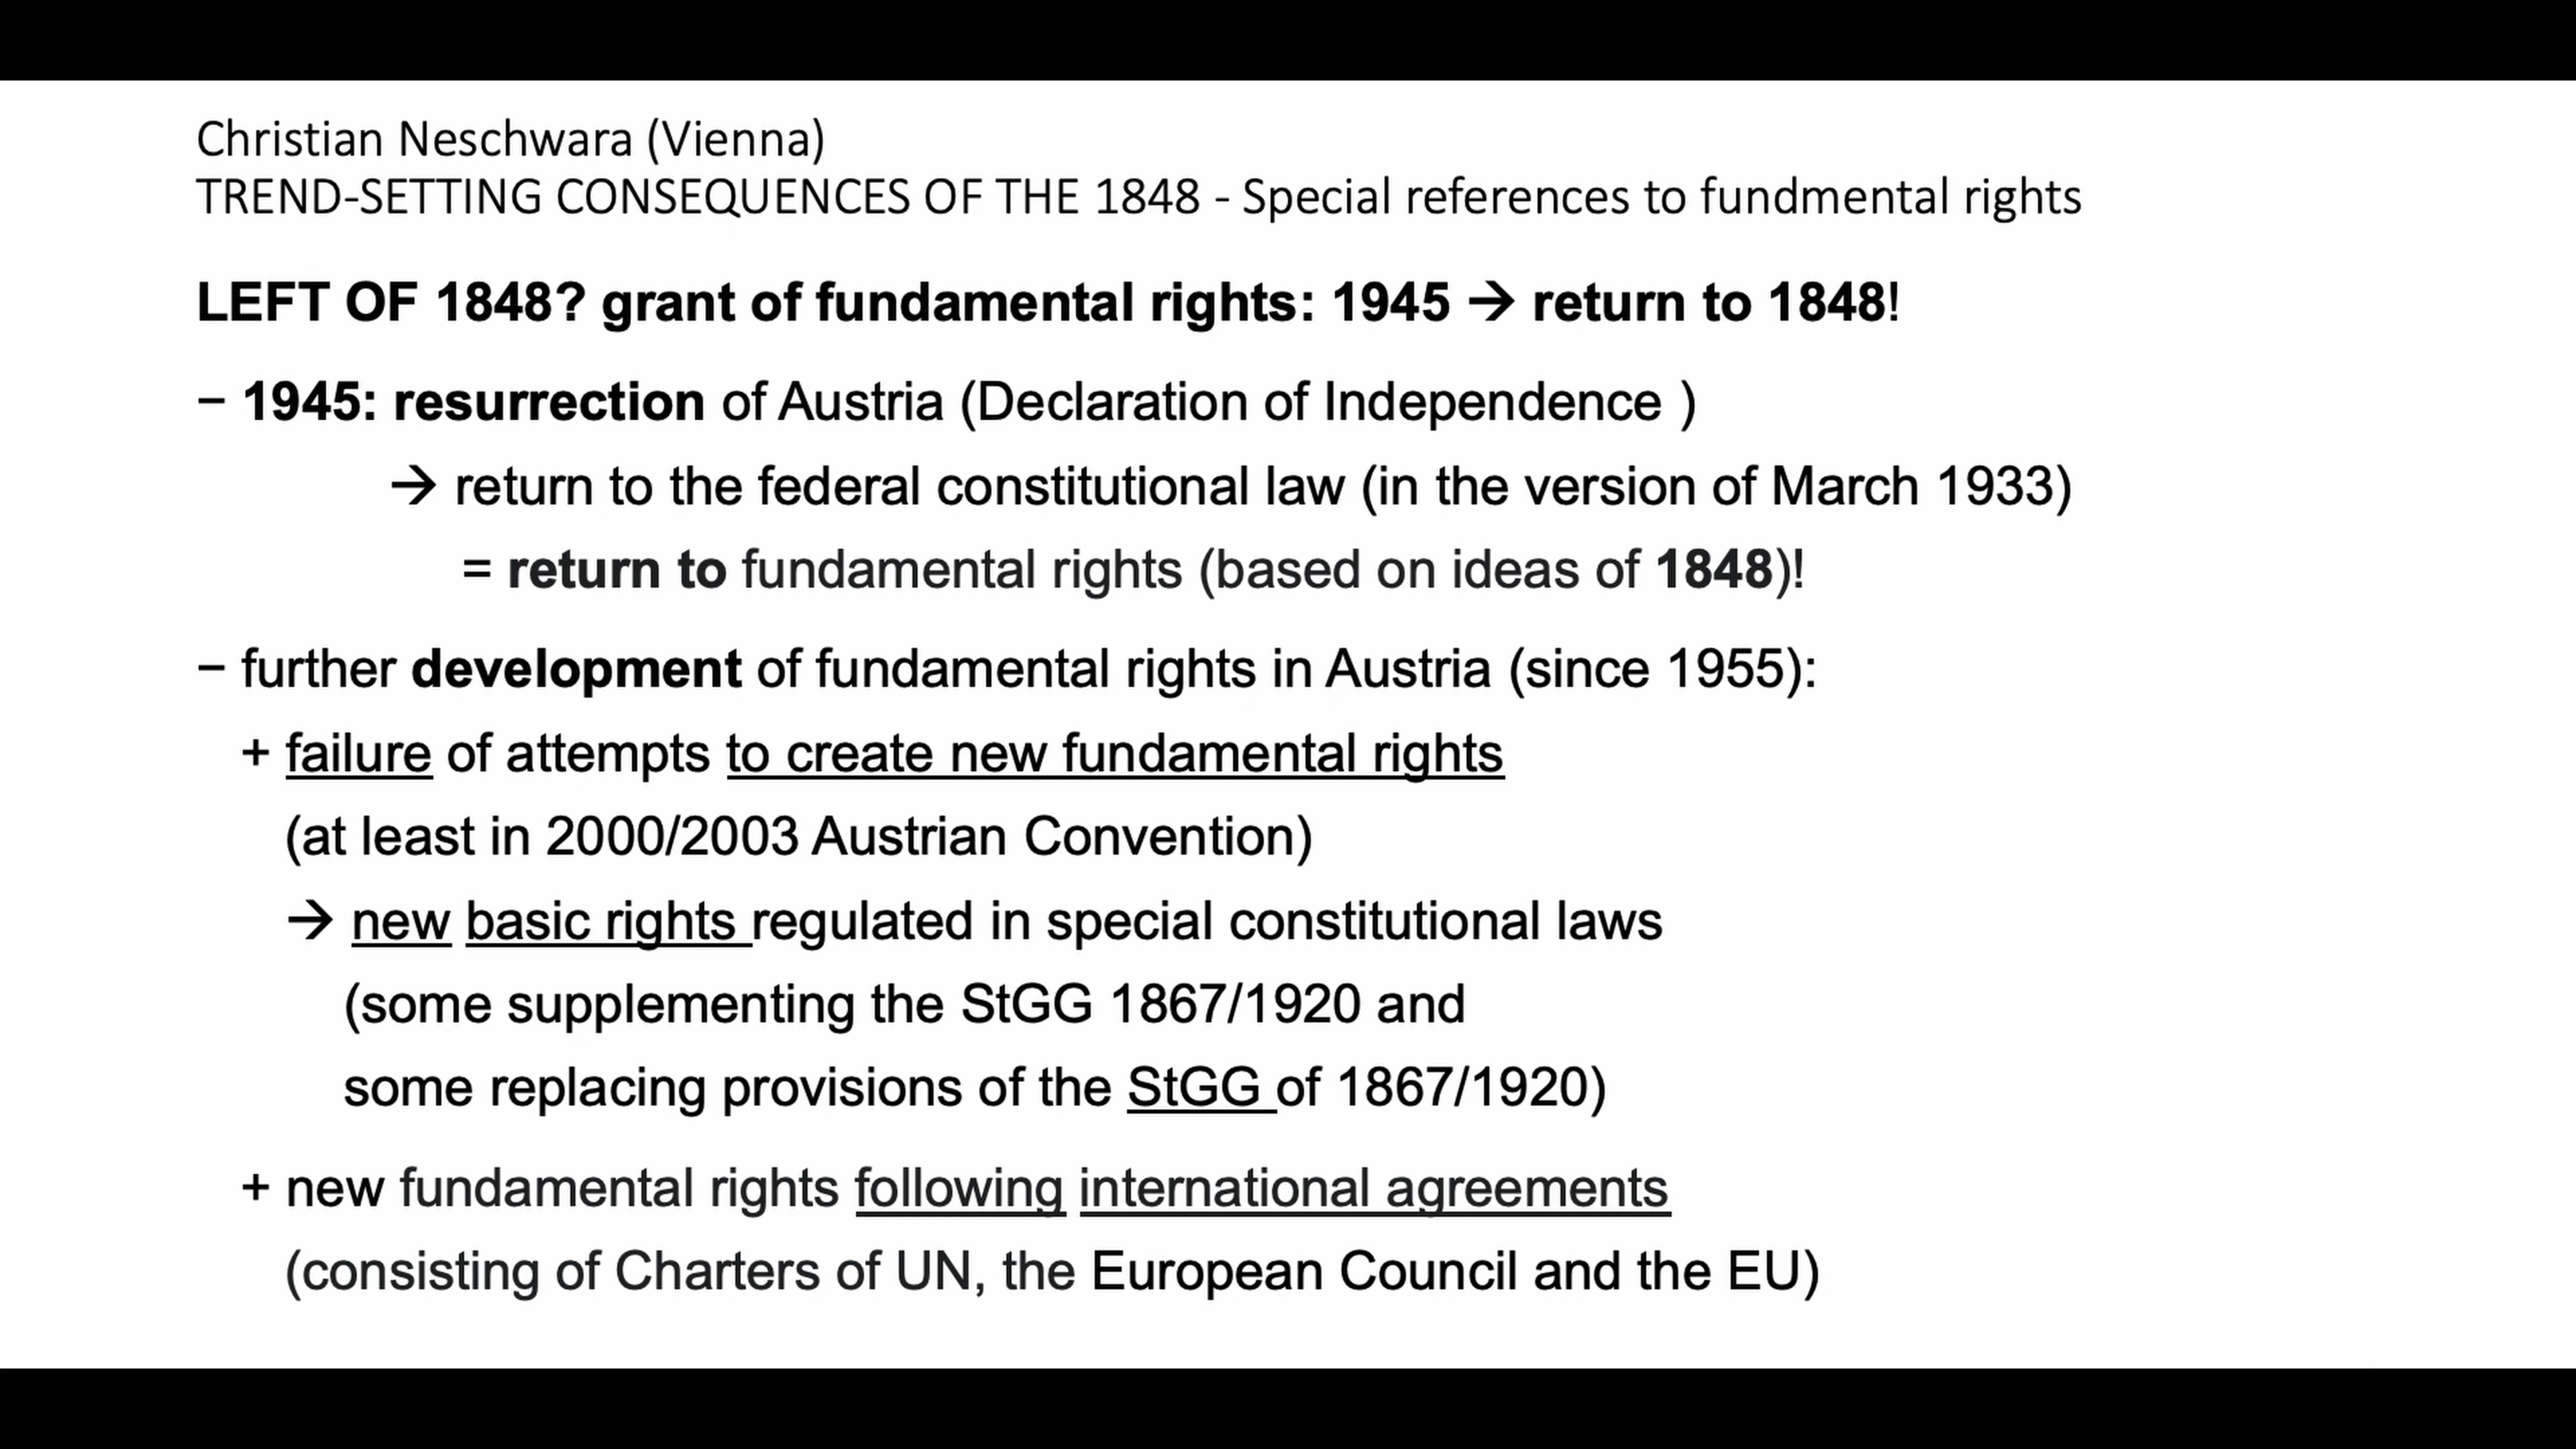 Christian Neschwara (Vienna)
TREND-SETTING CONSEQUENCES OF THE 1848 - Special references to fundmental rights
LEFT OF 1848? grant of fundamental rights: 1945 → return to 1848!
− 1945: resurrection of Austria (Declaration of Independence )
→ return to the federal constitutional law (in the version of March 1933)
= return to fundamental rights (based on ideas of 1848)!
− further development of fundamental rights in Austria (since 1955):
+ failure of attempts to create new fundamental rights
(at least in 2000/2003 Austrian Convention)
→ new basic rights regulated in special constitutional laws
(some supplementing the StGG 1867/1920 and
some replacing provisions of the StGG of 1867/1920)
+ new fundamental rights following international agreements
(consisting of Charters of UN, the European Council and the EU)